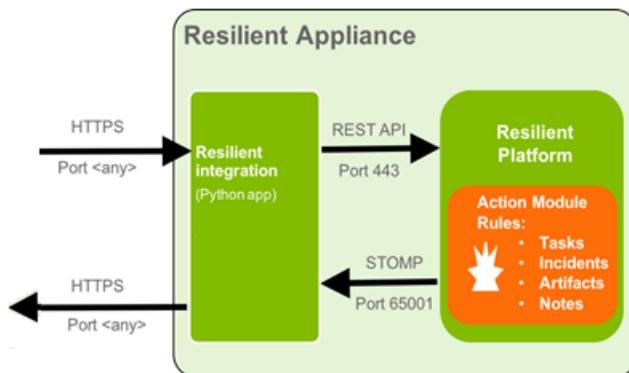 Resilient Appliance
HTTPS
Port <any>
Resilient
integration
(Python app)
REST API
Port 443
Resilient
Platform
Action Module
Rules:
• Tasks
• Incidents
• Artifacts
• Notes
STOMP
Port 65001
HTTPS
Port <any>